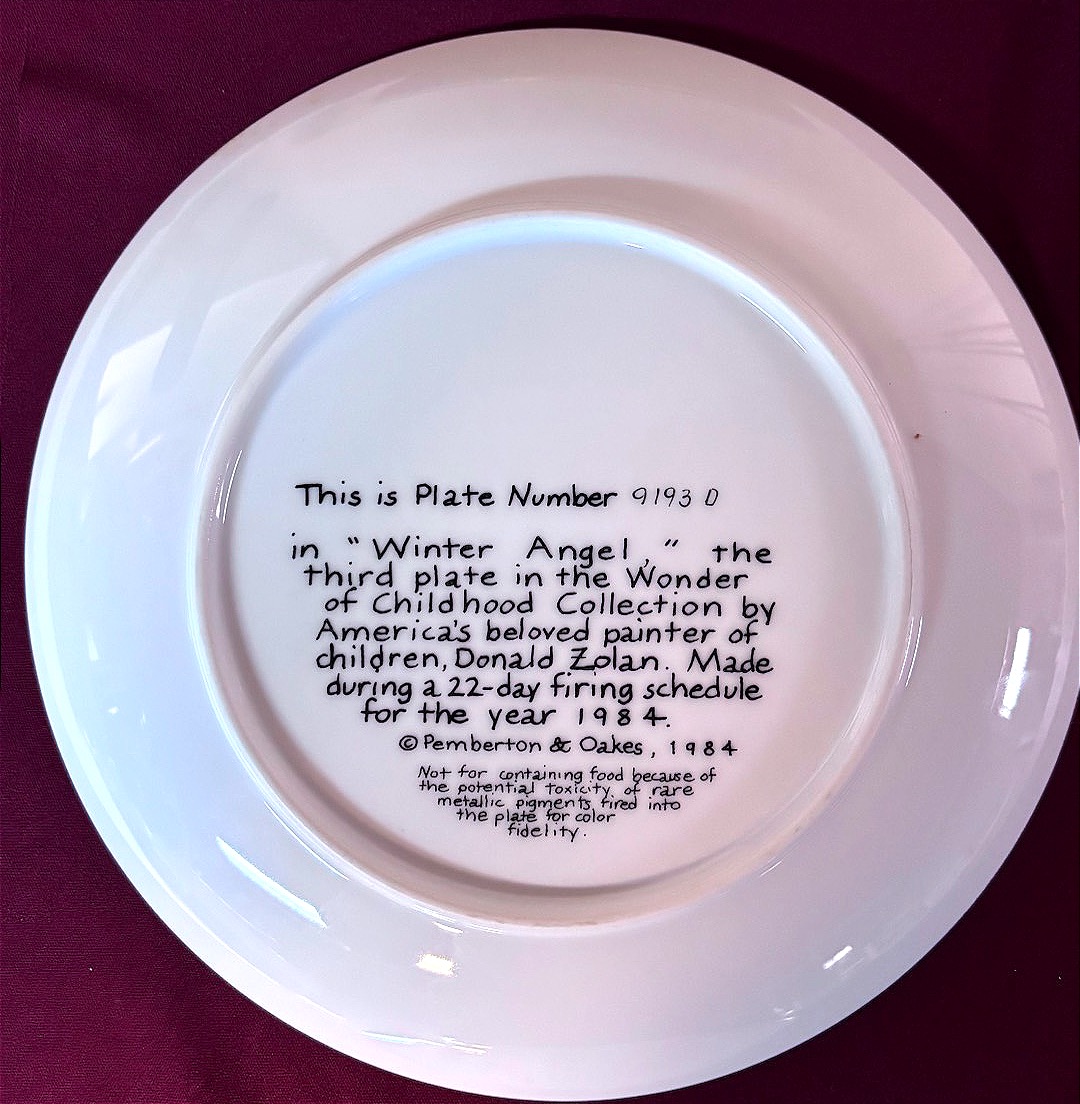 This is Plate Number 9193 D
in "Winter Angel," the
third plate in the Wonder
of Childhood Collection by
America's beloved painter of
children, Donald Zolan. Made
during a 22-day firing schedule
for the year 1984.
© Pemberton & Oakes, 1984
Not for containing food because of
the potential toxicity of rare
metallic pigments fired into
the plate for color
fidelity.